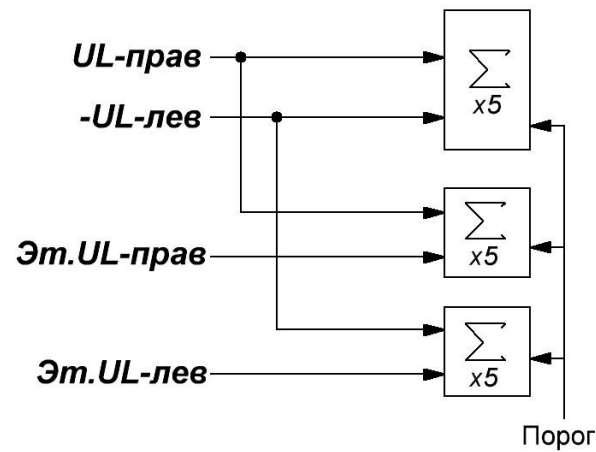 UL-прав
-UL-лев
Эт.UL-прав
Эт.UL-лев
∑
x5
∑
x5
∑
x5
Порог